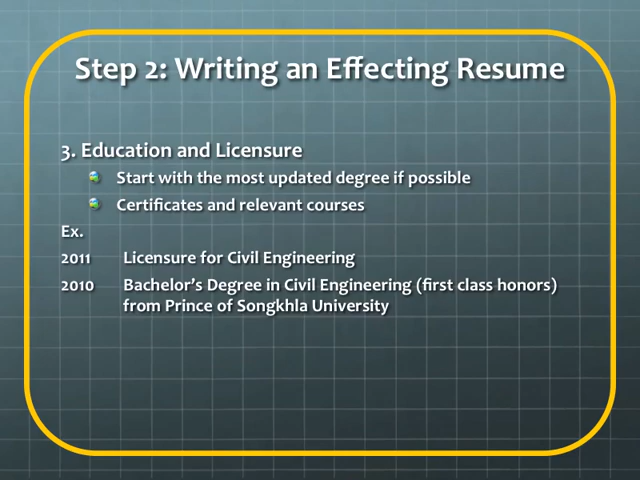 Step 2: Writing an Effecting Resume
3. Education and Licensure
Start with the most updated degree if possible
Certificates and relevant courses
Ex.
2011 Licensure for Civil Engineering
2010 Bachelor’s Degree in Civil Engineering (first class honors)
from Prince of Songkhla University